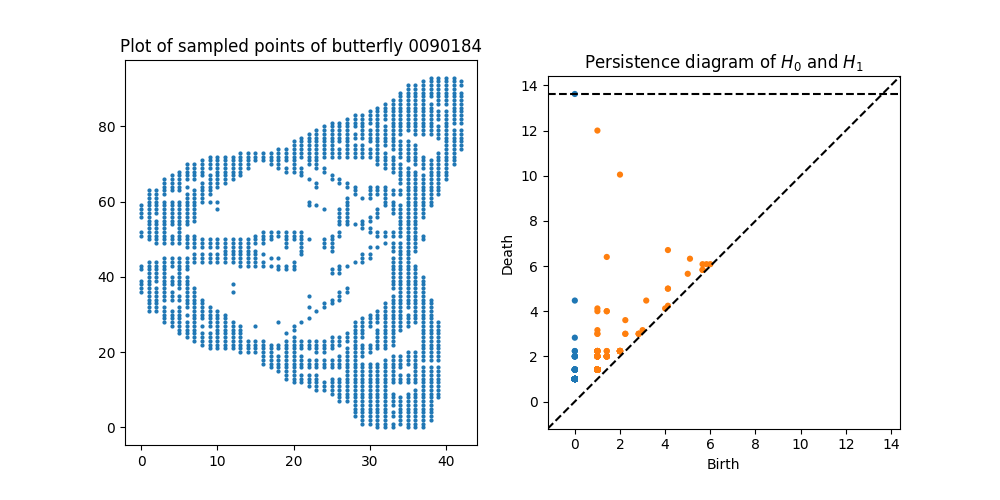 Plot of sampled points of butterfly 0090184
80
60
40
20
0
0 10 20 30 40
Persistence diagram of $H_0$ and $H_1$
14
12
10
8
6
4
2
0
Death
0 2 4 6 8 10 12 14
Birth